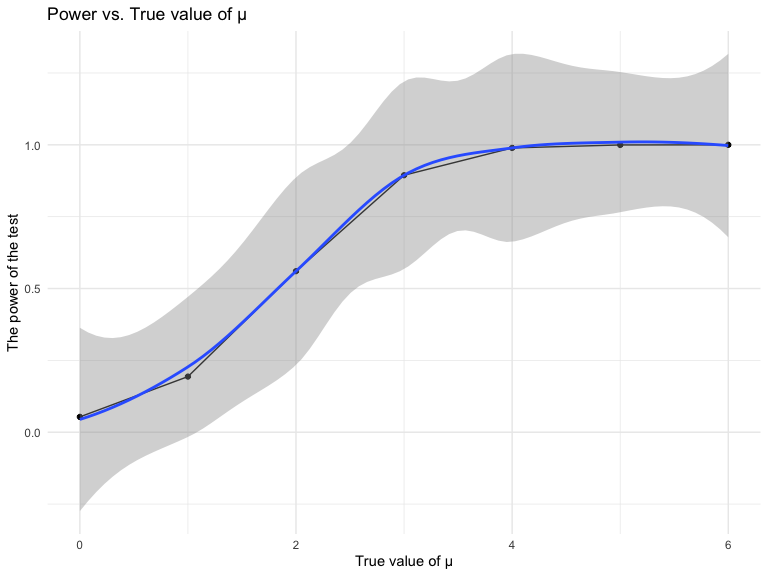 Power vs. True value of μ
The power of the test
1.0
0.5
0.0
0
2
4
6
True value of μ